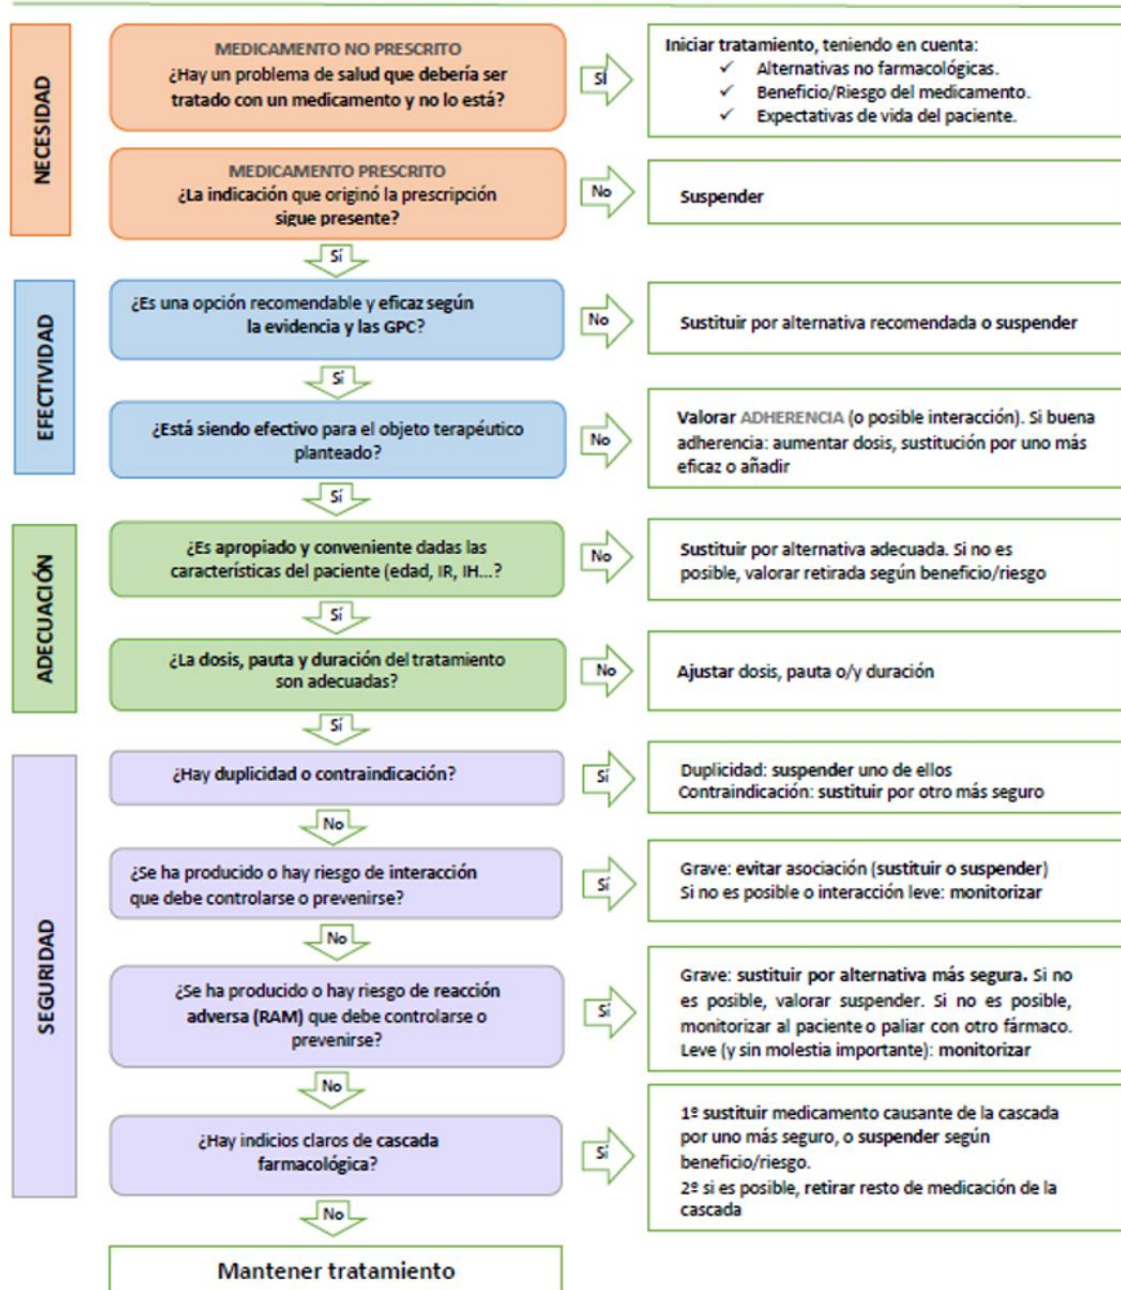 NECESIDAD
MEDICAMENTO NO PRESCRITO
¿Hay un problema de salud que debería ser
tratado con un medicamento y no lo está?
SÍ
Iniciar tratamiento, teniendo en cuenta:
✓ Alternativas no farmacológicas.
✓ Beneficio/Riesgo del medicamento.
✓ Expectativas de vida del paciente.
MEDICAMENTO PRESCRITO
¿La indicación que originó la prescripción
sigue presente?
No
Suspender
Sí
EFECTIVIDAD
¿Es una opción recomendable y eficaz según
la evidencia y las GPC?
No
Sustituir por alternativa recomendada o suspender
Sí
¿Está siendo efectivo para el objeto terapéutico
planteado?
No
Valorar ADHERENCIA (o posible interacción). Si buena
adherencia: aumentar dosis, sustitución por uno más
eficaz o añadir
Sí
ADECUACIÓN
¿Es apropiado y conveniente dadas las
características del paciente (edad, IR, IH...?
No
Sustituir por alternativa adecuada. Si no es
posible, valorar retirada según beneficio/riesgo
Sí
¿La dosis, pauta y duración del tratamiento
son adecuadas?
No
Ajustar dosis, pauta o/y duración
Sí
SEGURIDAD
¿Hay duplicidad o contraindicación?
Sí
Duplicidad: suspender uno de ellos
Contraindicación: sustituir por otro más seguro
No
¿Se ha producido o hay riesgo de interacción
que debe controlarse o prevenirse?
Sí
Grave: evitar asociación (sustituir o suspender)
Si no es posible o interacción leve: monitorizar
No
¿Se ha producido o hay riesgo de reacción
adversa (RAM) que debe controlarse o
prevenirse?
Sí
Grave: sustituir por alternativa más segura. Si no
es posible, valorar suspender. Si no es posible,
monitorizar al paciente o paliar con otro fármaco.
Leve (y sin molestia importante): monitorizar
No
¿Hay indicios claros de cascada
farmacológica?
Sí
1º sustituir medicamento causante de la cascada
por uno más seguro, o suspender según
beneficio/riesgo.
2º si es posible, retirar resto de medicación de la
cascada
No
Mantener tratamiento